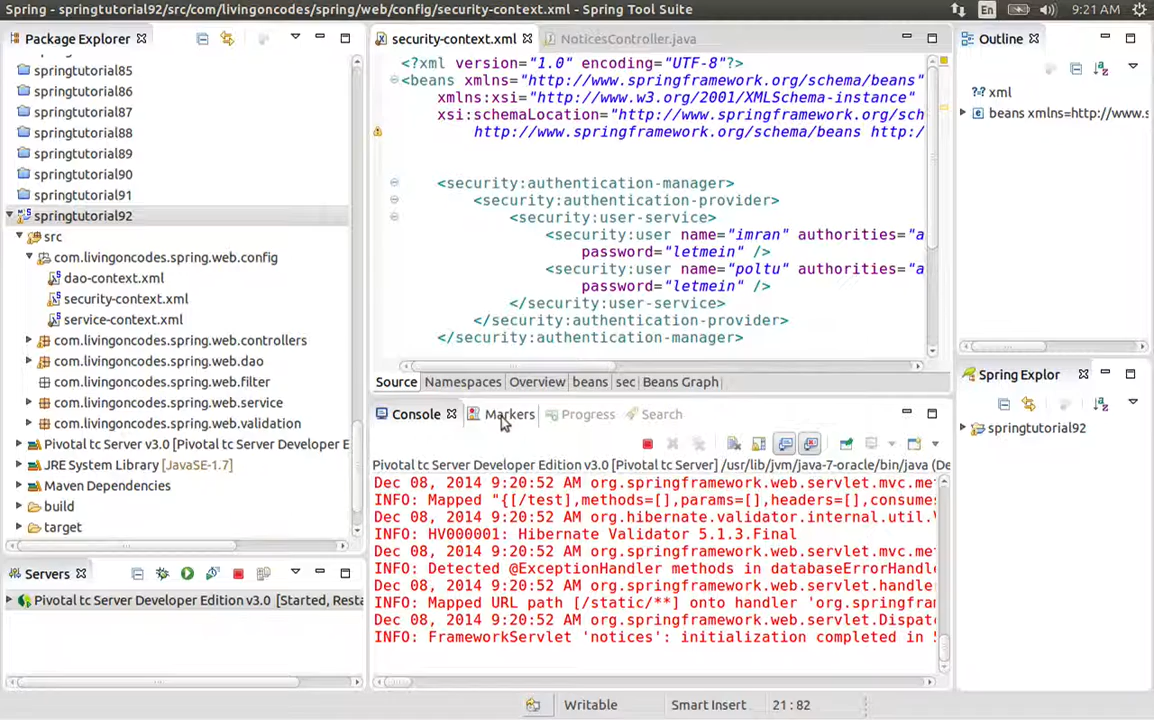 Spring - springtutorial92/src/com/livingoncodes/spring/web/config/security-context.xml - Spring Tool Suite
En
9:21 AM
Package Explorer
springtutorial85
springtutorial86
springtutorial87
springtutorial88
springtutorial89
springtutorial90
springtutorial91
springtutorial92
src
com.livingoncodes.spring.web.config
dao-context.xml
security-context.xml
service-context.xml
com.livingoncodes.spring.web.controllers
com.livingoncodes.spring.web.dao
com.livingoncodes.spring.web.filter
com.livingoncodes.spring.web.service
com.livingoncodes.spring.web.validation
Pivotal tc Server v3.0 [Pivotal tc Server Developer E
JRE System Library [JavaSE-1.7]
Maven Dependencies
build
target
Servers
Pivotal tc Server Developer Edition v3.0 [Started, Resta
security-context.xml
NoticesController.java
<?xml version="1.0" encoding="UTF-8"?>
<beans xmlns="http://www.springframework.org/schema/beans"
xmlns:xsi="http://www.w3.org/2001/XMLSchema-instance"
xsi:schemaLocation="http://www.springframework.org/sch
http://www.springframework.org/schema/beans http:/
<security:authentication-manager>
<security:authentication-provider>
<security:user-service>
<security:user name="imran" authorities="a
password="letmein" />
<security:user name="poltu" authorities="a
password="letmein" />
</security:user-service>
</security:authentication-provider>
</security:authentication-manager>
Source Namespaces Overview beans sec Beans Graph
Console Markers Progress Search
Pivotal tc Server Developer Edition v3.0 [Pivotal tc Server] /usr/lib/jvm/java-7-oracle/bin/java (De
Dec 08, 2014 9:20:52 AM org.springframework.web.servlet.mvc.me
INFO: Mapped "{[/test],methods=[],params=[],headers=[],consume
Dec 08, 2014 9:20:52 AM org.hibernate.validator.internal.util.
INFO: HV000001: Hibernate Validator 5.1.3.Final
Dec 08, 2014 9:20:52 AM org.springframework.web.servlet.mvc.me
INFO: Detected @ExceptionHandler methods in databaseErrorHandl
Dec 08, 2014 9:20:52 AM org.springframework.web.servlet.handle
INFO: Mapped URL path [/static/**] onto handler 'org.springfra
Dec 08, 2014 9:20:52 AM org.springframework.web.servlet.Dispat
INFO: FrameworkServlet 'notices': initialization completed in 5
Outline
xml
beans xmlns=http://www.s
Spring Explor
springtutorial92
Writable
Smart Insert
21 : 82